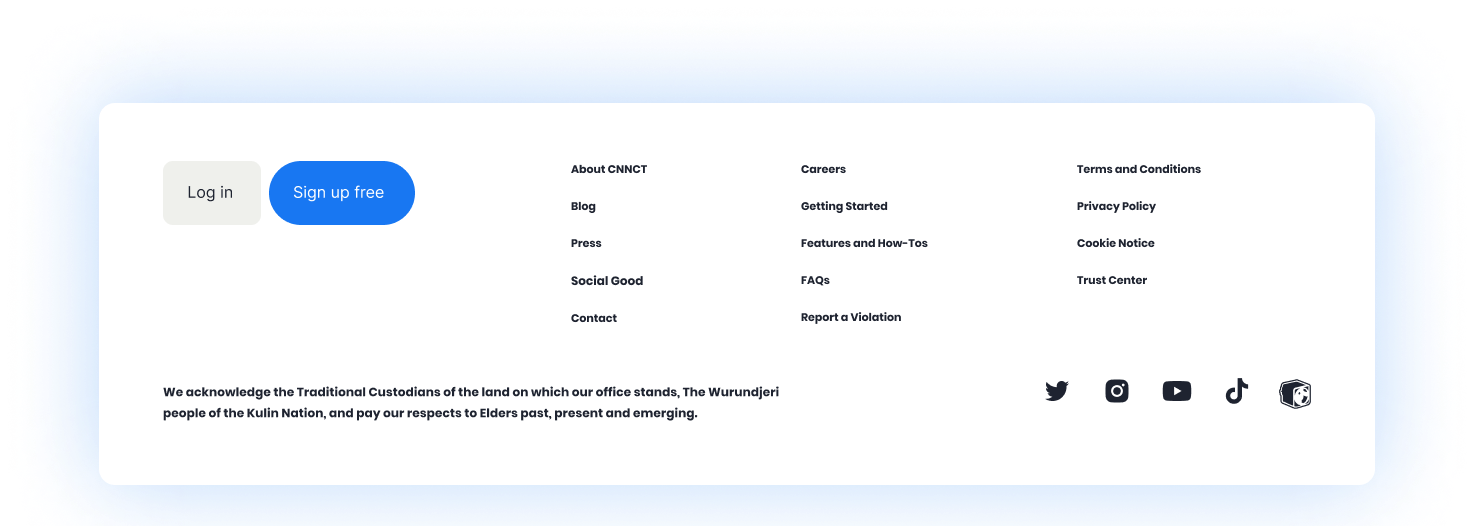 Log in
Sign up free
About CNNCT
Blog
Press
Social Good
Contact
Careers
Getting Started
Features and How-Tos
FAQs
Report a Violation
Terms and Conditions
Privacy Policy
Cookie Notice
Trust Center
We acknowledge the Traditional Custodians of the land on which our office stands, The Wurundjeri
people of the Kulin Nation, and pay our respects to Elders past, present and emerging.